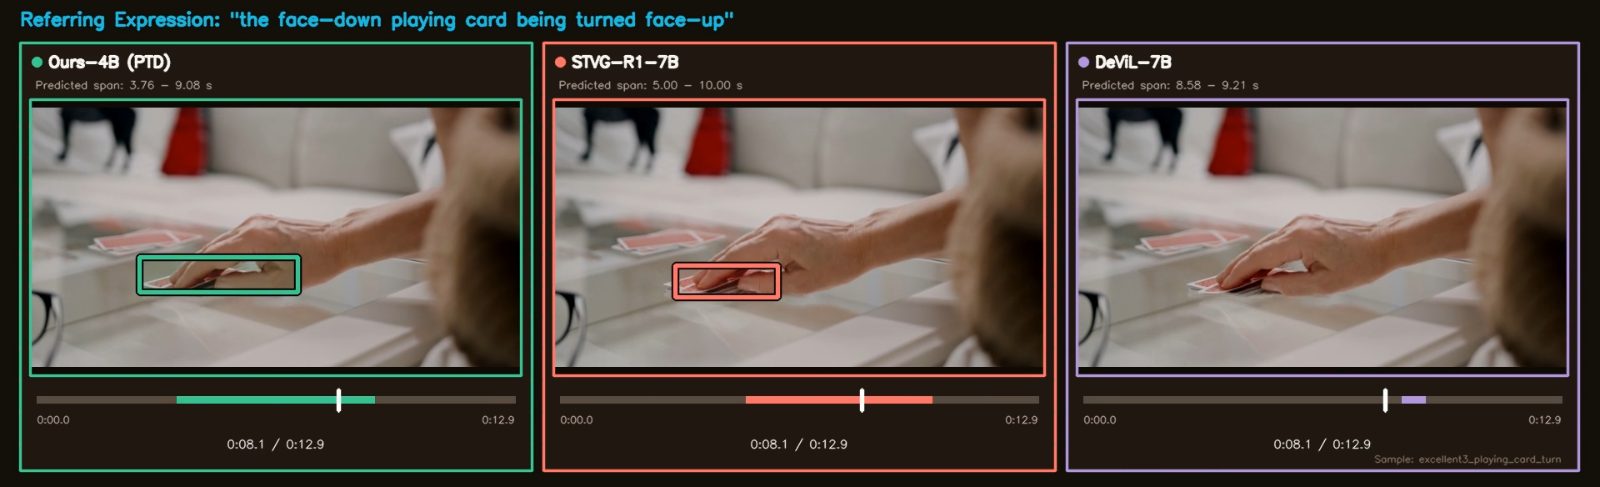 Referring Expression: "the face-down playing card being turned face-up"
Ours-4B (PTD)
Predicted span: 3.76 - 9.08 s
0:00.0
0:12.9
0:08.1 / 0:12.9
STVG-R1-7B
Predicted span: 5.00 - 10.00 s
0:00.0
0:12.9
0:08.1 / 0:12.9
DeViL-7B
Predicted span: 8.58 - 9.21 s
0:00.0
0:12.9
0:08.1 / 0:12.9
Sample: excellent3_playing_card_turn